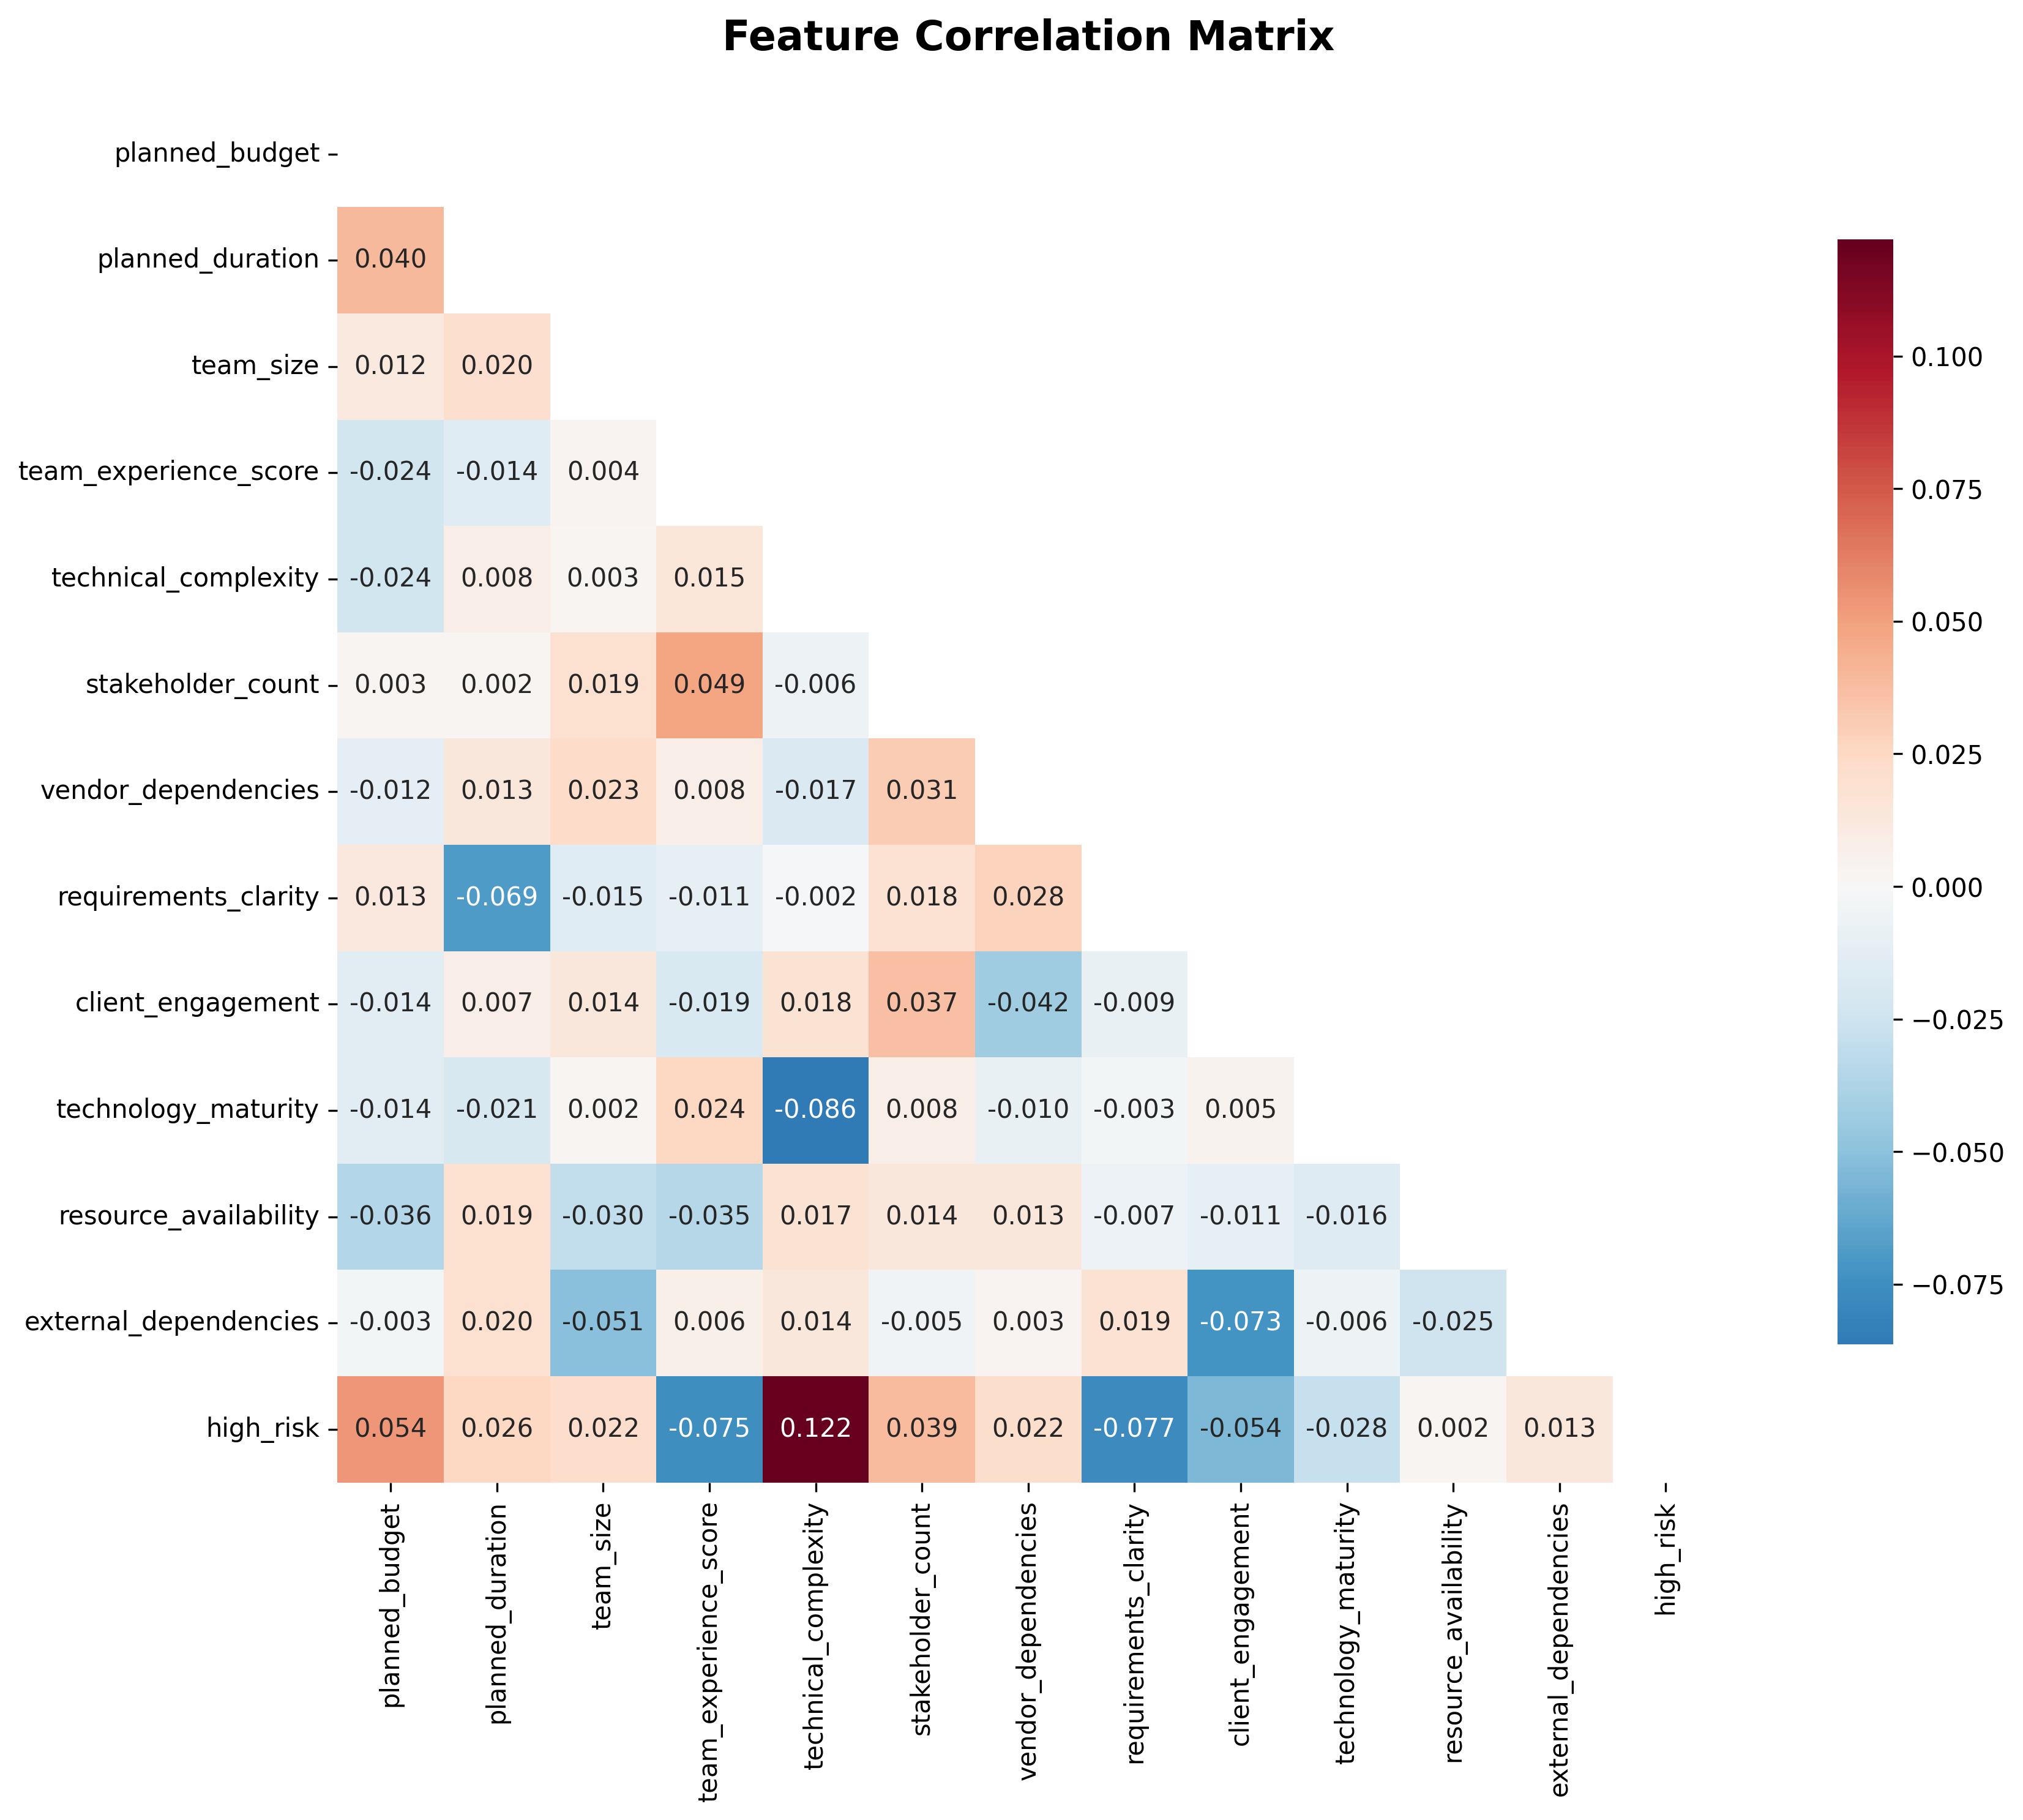 Feature Correlation Matrix
planned_budget
planned_duration 0.040
team_size 0.012 0.020
team_experience_score -0.024 -0.014 0.004
technical_complexity -0.024 0.008 0.003 0.015
stakeholder_count 0.003 0.002 0.019 0.049 -0.006
vendor_dependencies -0.012 0.013 0.023 0.008 -0.017 0.031
requirements_clarity 0.013 -0.069 -0.015 -0.011 -0.002 0.018 0.028
client_engagement -0.014 0.007 0.014 -0.019 0.018 0.037 -0.042 -0.009
technology_maturity -0.014 -0.021 0.002 0.024 -0.086 0.008 -0.010 -0.003 0.005
resource_availability -0.036 0.019 -0.030 -0.035 0.017 0.014 0.013 -0.007 -0.011 -0.016
external_dependencies -0.003 0.020 -0.051 0.006 0.014 -0.005 0.003 0.019 -0.073 -0.006 -0.025
high_risk 0.054 0.026 0.022 -0.075 0.122 0.039 0.022 -0.077 -0.054 -0.028 0.002 0.013
planned_budget
planned_duration
team_size
team_experience_score
technical_complexity
stakeholder_count
vendor_dependencies
requirements_clarity
client_engagement
technology_maturity
resource_availability
external_dependencies
high_risk
0.100
0.075
0.050
0.025
0.000
−0.025
−0.050
−0.075